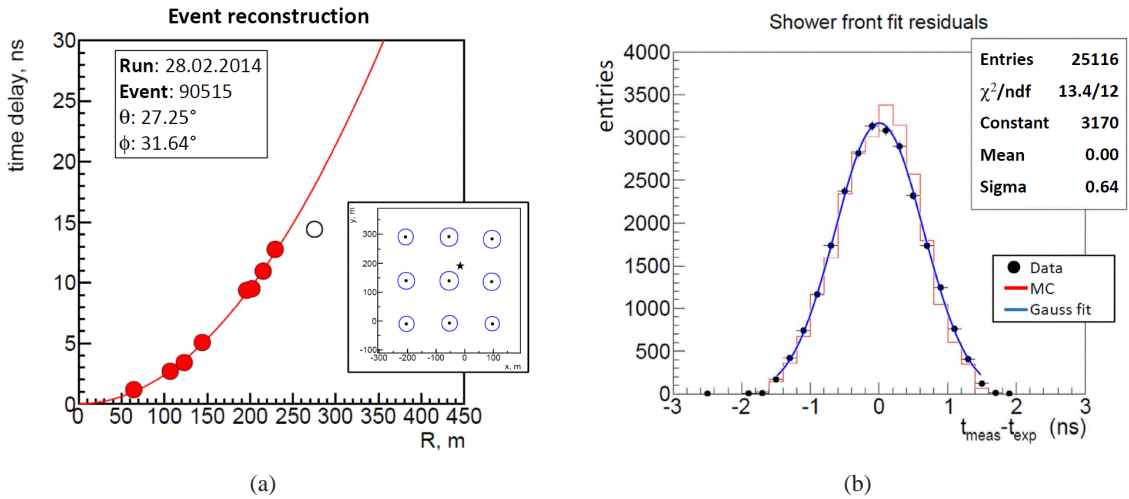 Event reconstruction
time delay, ns
30
25
20
15
10
5
0
Run: 28.02.2014
Event: 90515
θ: 27.25°
ϕ: 31.64°
y, m
300
200
100
0
-100
-300 -200 -100 0 100
x, m
0 50 100 150 200 250 300 350 400 450
R, m
(a)
Shower front fit residuals
entries
4000
3500
3000
2500
2000
1500
1000
500
0
Entries 25116
χ²/ndf 13.4/12
Constant 3170
Mean 0.00
Sigma 0.64
Data
MC
Gauss fit
-3 -2 -1 0 1 2 3
tmeas-texp (ns)
(b)